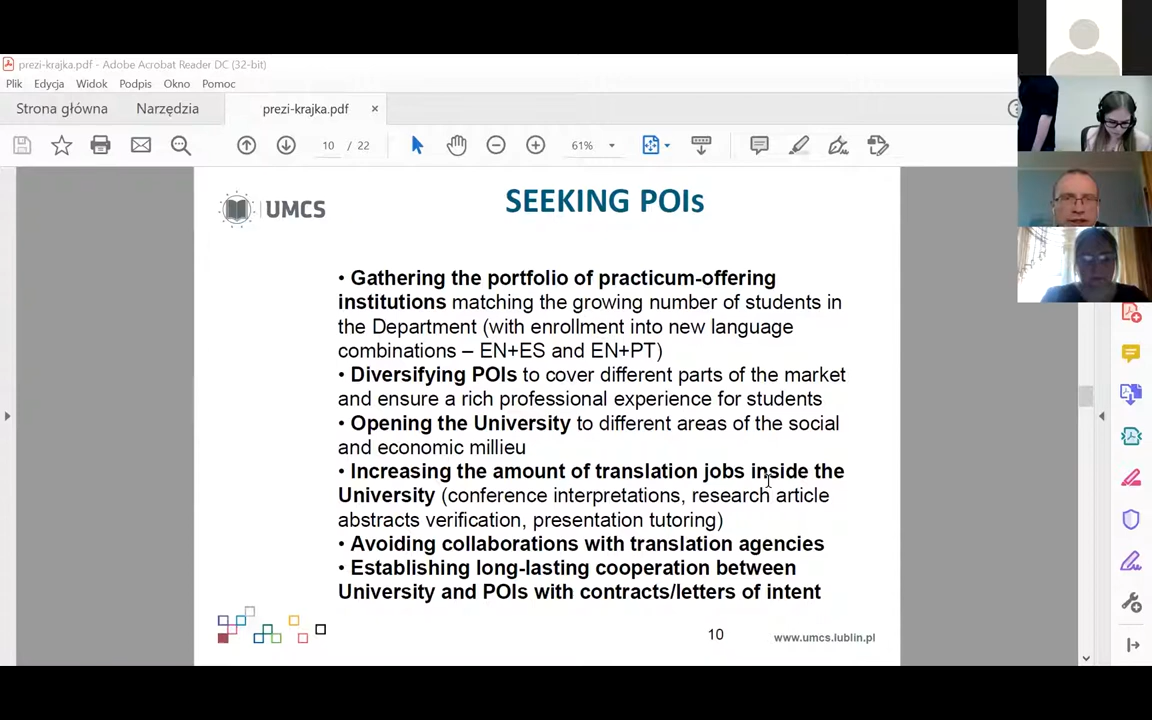 prezi-krajka.pdf - Adobe Acrobat Reader DC (32-bit)
Plik Edycja Widok Podpis Okno Pomoc
Strona główna Narzędzia prezi-krajka.pdf ×
10 / 22 61%
UMCS
SEEKING POIs
• Gathering the portfolio of practicum-offering
institutions matching the growing number of students in
the Department (with enrollment into new language
combinations – EN+ES and EN+PT)
• Diversifying POIs to cover different parts of the market
and ensure a rich professional experience for students
• Opening the University to different areas of the social
and economic millieu
• Increasing the amount of translation jobs inside the
University (conference interpretations, research article
abstracts verification, presentation tutoring)
• Avoiding collaborations with translation agencies
• Establishing long-lasting cooperation between
University and POIs with contracts/letters of intent
10
www.umcs.lublin.pl